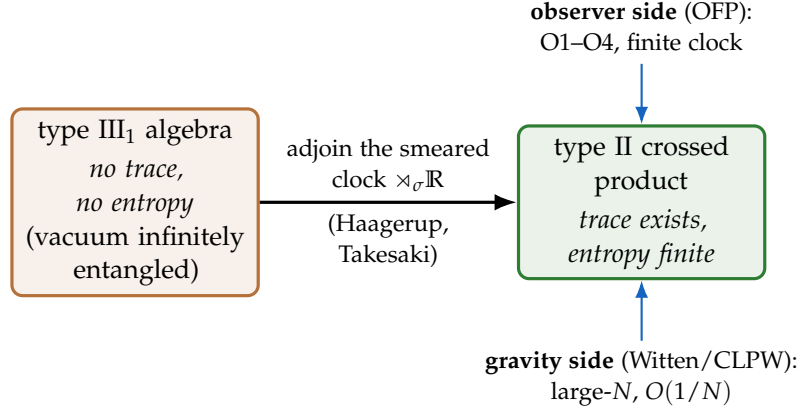 observer side (OFP):
O1–O4, finite clock
type III₁ algebra
no trace,
no entropy
(vacuum infinitely
entangled)
adjoin the smeared
clock ⋊σℝ
(Haagerup,
Takesaki)
type II crossed
product
trace exists,
entropy finite
gravity side (Witten/CLPW):
large-N, O(1/N)